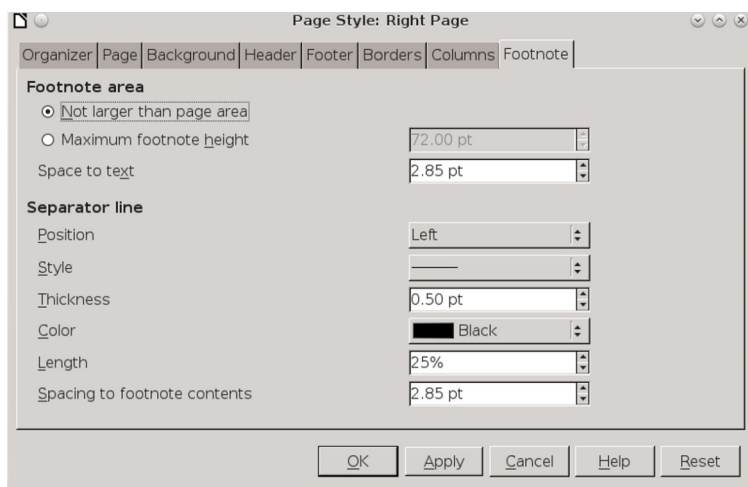 Page Style: Right Page
Organizer Page Background Header Footer Borders Columns Footnote
Footnote area
Not larger than page area
Maximum footnote height 72.00 pt
Space to text 2.85 pt
Separator line
Position Left
Style
Thickness 0.50 pt
Color Black
Length 25%
Spacing to footnote contents 2.85 pt
OK Apply Cancel Help Reset